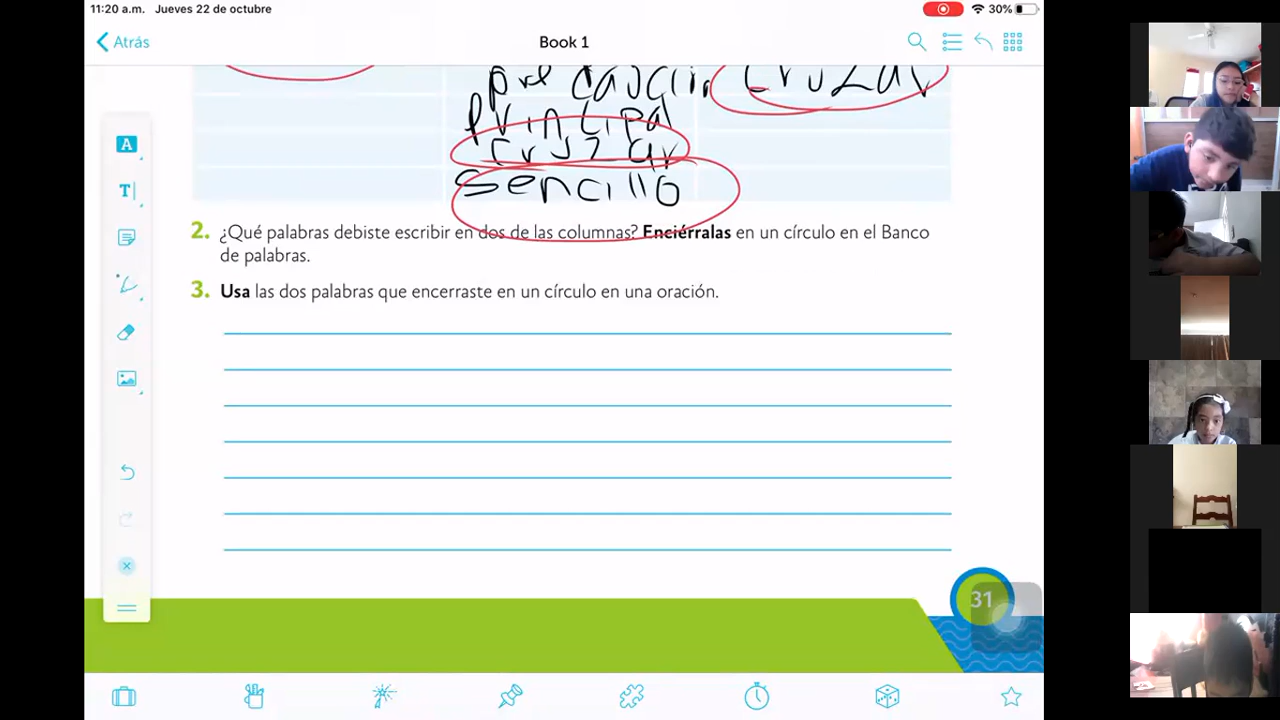 11:20 a.m. Jueves 22 de octubre
30%
Atrás
Book 1
precaución cruzar
principal
cruzar
sencillo
2. ¿Qué palabras debiste escribir en dos de las columnas? Enciérralas en un círculo en el Banco
de palabras.
3. Usa las dos palabras que encerraste en un círculo en una oración.
31